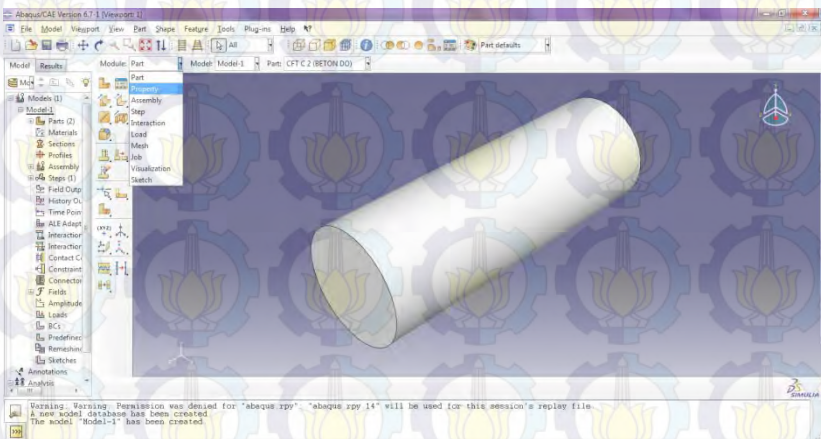 Abaqus/CAE Version 6.7-1 [Viewport: 1]
File Model Viewport View Part Shape Feature Tools Plug-ins Help
All
Part defaults
Model Results Module: Part Model: Model-1 Part: CFT C 2 (BETON DO)
Part
Property
Assembly
Step
Interaction
Load
Mesh
Job
Visualization
Sketch
Models (1)
Model-1
Parts (2)
Materials
Sections
Profiles
Assembly
Steps (1)
Field Outp
History Ou
Time Poin
ALE Adapt
Interaction
Interaction
Contact C
Constraint
Connector
Fields
Amplitude
Loads
BCs
Predefined
Remeshing
Sketches
Annotations
Analysis
(XYZ)
SIMULIA
Warning: Warning: Permission was denied for "abaqus.rpy"; "abaqus.rpy.14" will be used for this session's replay file.
A new model database has been created.
The model "Model-1" has been created.
>>>